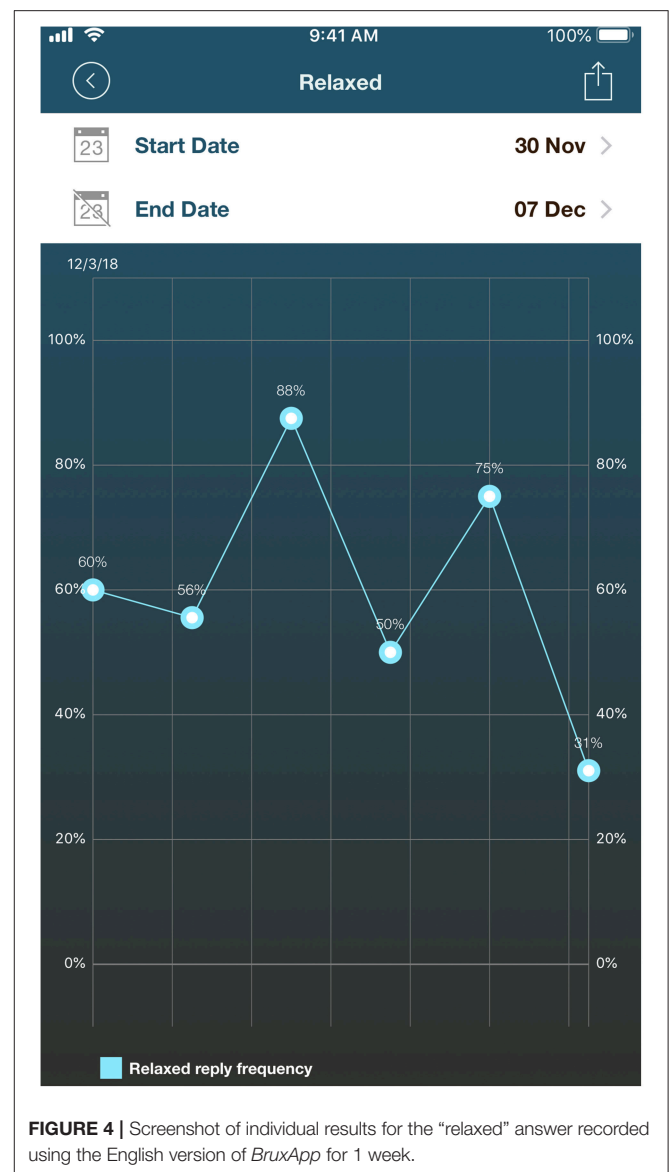 9:41 AM
100%
Relaxed
23 Start Date 30 Nov
23 End Date 07 Dec
12/3/18
100% 100%
88%
80% 80%
75%
60%
60% 56% 60%
50%
40% 40%
31%
20% 20%
0% 0%
Relaxed reply frequency
FIGURE 4 | Screenshot of individual results for the “relaxed” answer recorded
using the English version of BruxApp for 1 week.